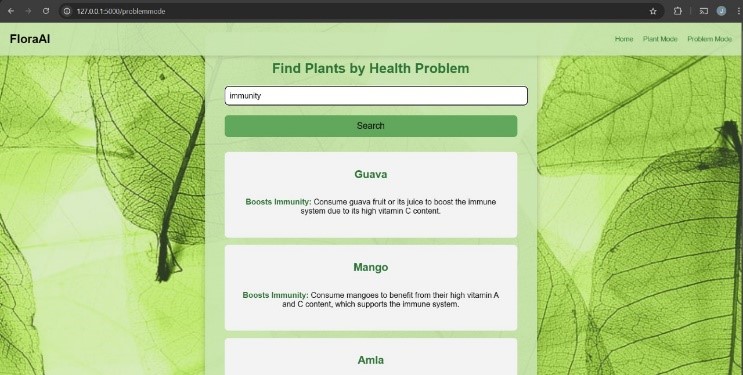 127.0.0.1:5000/problemmode
FloraAI
Home Plant Mode Problem Mode
Find Plants by Health Problem
immunity
Search
Guava
Boosts Immunity: Consume guava fruit or its juice to boost the immune
system due to its high vitamin C content.
Mango
Boosts Immunity: Consume mangoes to benefit from their high vitamin A
and C content, which supports the immune system.
Amla